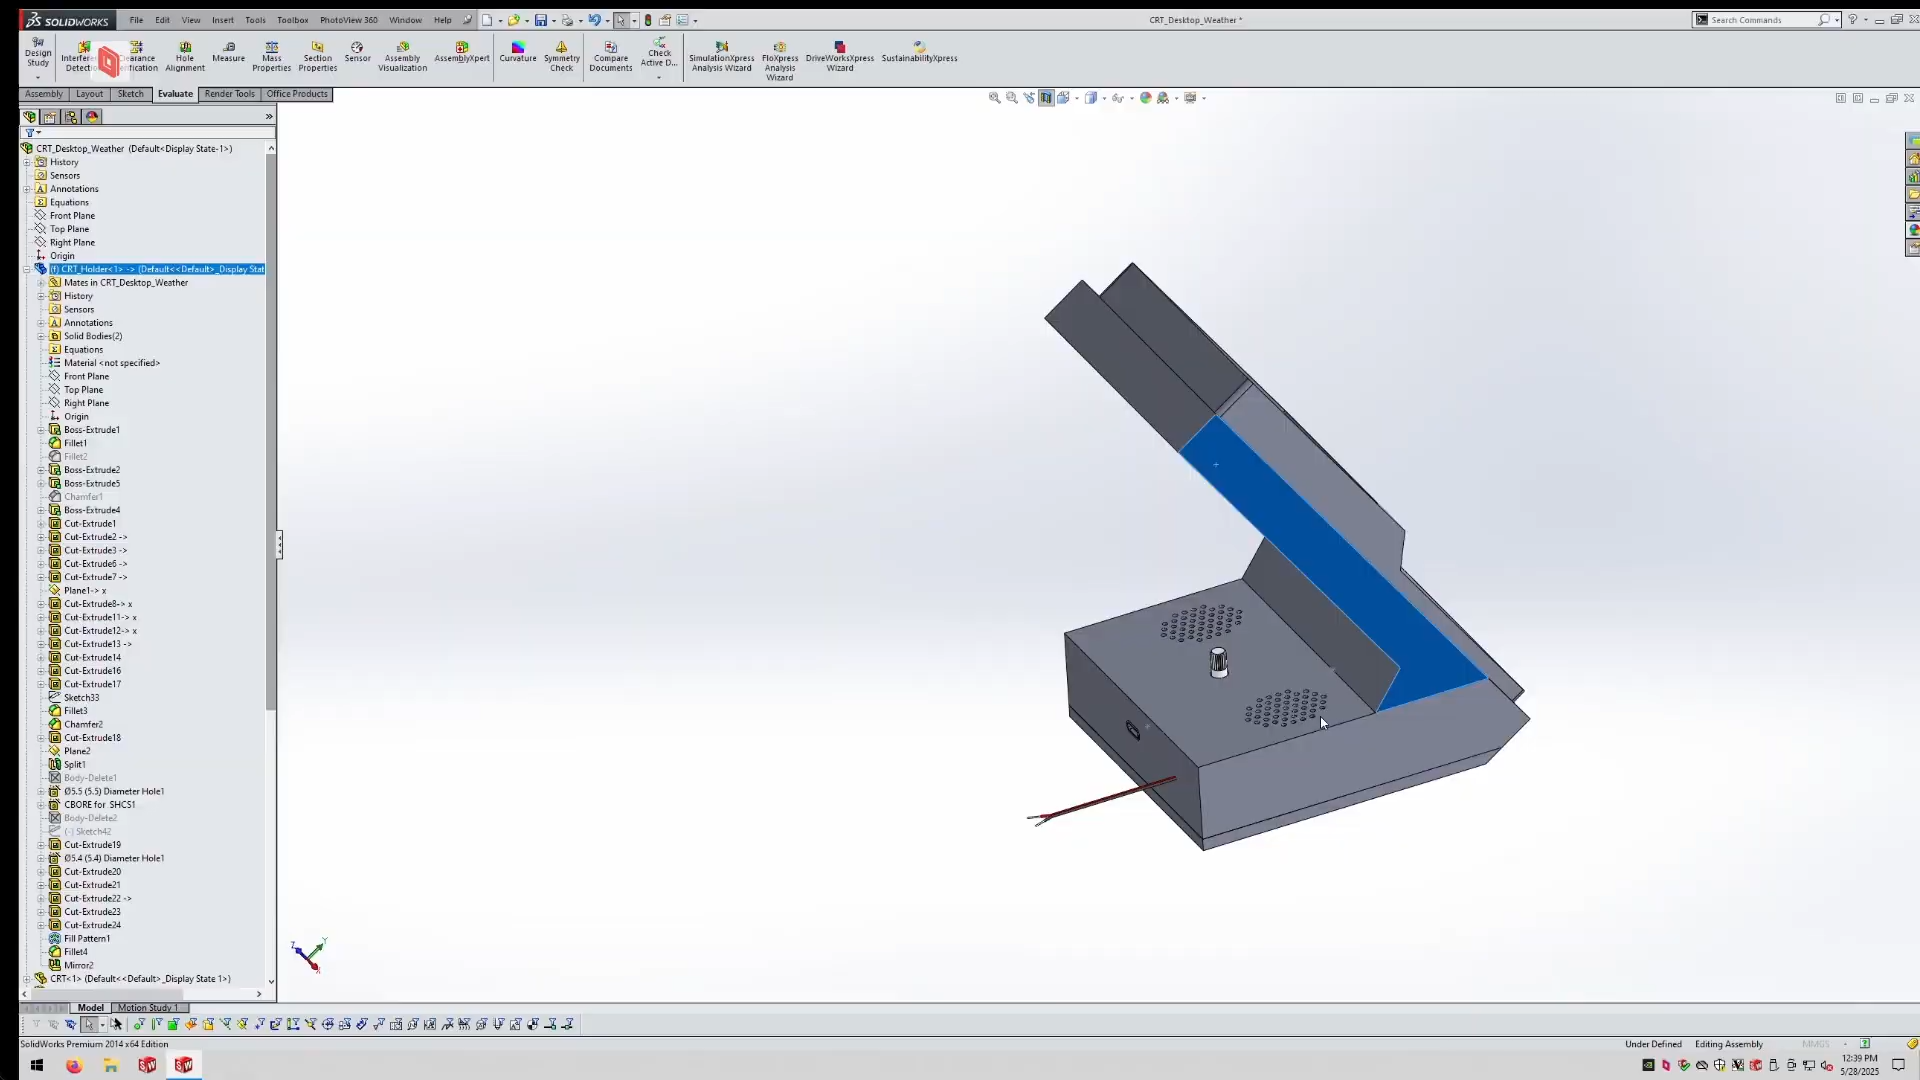 SOLIDWORKS File Edit View Insert Tools Toolbox PhotoView 360 Window Help CRT_Desktop_Weather * Search Commands
Design Study
Clearance
Hole Alignment
Measure
Mass Properties
Section Properties
Sensor
Assembly Visualization
AssemblyXpert
Curvature
Symmetry Check
Compare Documents
Check Active D...
SimulationXpress Analysis Wizard
FloXpress Analysis Wizard
DriveWorksXpress Wizard
SustainabilityXpress
Assembly Layout Sketch Evaluate Render Tools Office Products
CRT_Desktop_Weather (Default<Display State-1>)
History
Sensors
Annotations
Equations
Front Plane
Top Plane
Right Plane
Origin
(f) CRT_Holder<1> -> (Default<<Default>_Display Stat
Mates in CRT_Desktop_Weather
History
Sensors
Annotations
Solid Bodies(2)
Equations
Material <not specified>
Front Plane
Top Plane
Right Plane
Origin
Boss-Extrude1
Fillet1
Fillet2
Boss-Extrude2
Boss-Extrude5
Chamfer1
Boss-Extrude4
Cut-Extrude1
Cut-Extrude2 ->
Cut-Extrude3 ->
Cut-Extrude6 ->
Cut-Extrude7 ->
Plane1-> x
Cut-Extrude8-> x
Cut-Extrude11-> x
Cut-Extrude12-> x
Cut-Extrude13 ->
Cut-Extrude14
Cut-Extrude16
Cut-Extrude17
Sketch33
Fillet3
Chamfer2
Cut-Extrude18
Plane2
Split1
Body-Delete1
Ø5.5 (5.5) Diameter Hole1
CBORE for SHCS1
Body-Delete2
(-) Sketch42
Cut-Extrude19
Ø5.4 (5.4) Diameter Hole1
Cut-Extrude20
Cut-Extrude21
Cut-Extrude22 ->
Cut-Extrude23
Cut-Extrude24
Fill Pattern1
Fillet4
Mirror2
CRT<1> (Default<<Default>_Display State 1>)
Z Y X
Model Motion Study 1
SolidWorks Premium 2014 x64 Edition Under Defined Editing Assembly MMGS
12:39 PM
5/28/2025